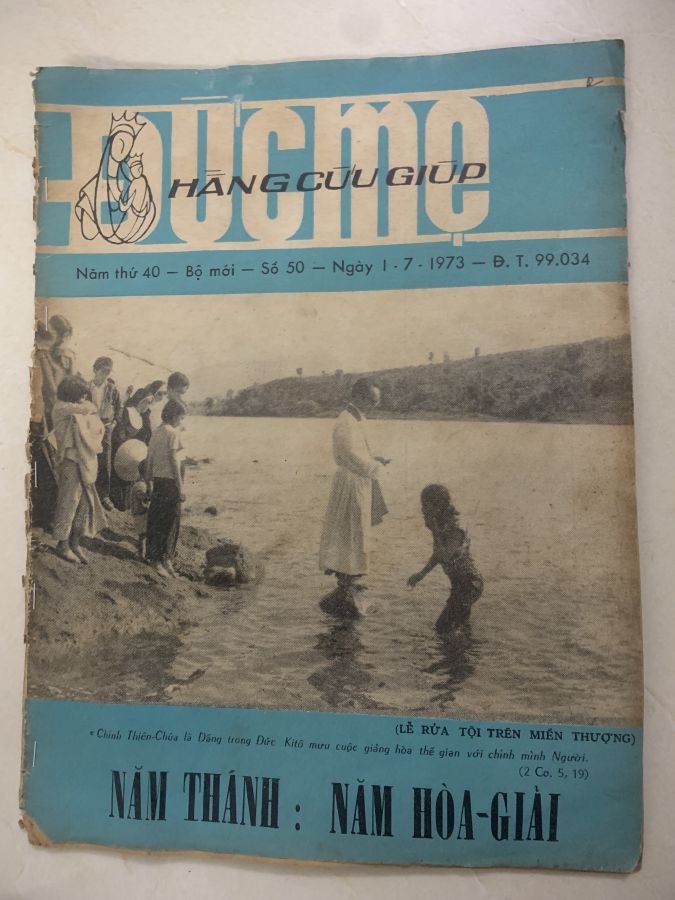 ĐỨC MẸ
HẰNG CỨU GIÚP
Năm thứ 40 — Bộ mới — Số 50 — Ngày 1 - 7 - 1973 — Đ. T. 99.034
(LỄ RỬA TỘI TRÊN MIỀN THƯỢNG)
« Chính Thiên-Chúa là Đấng trong Đức Kitô mưu cuộc giảng hòa thế gian với chính mình Người.
(2 Co. 5, 19)
NĂM THÁNH : NĂM HÒA-GIẢI